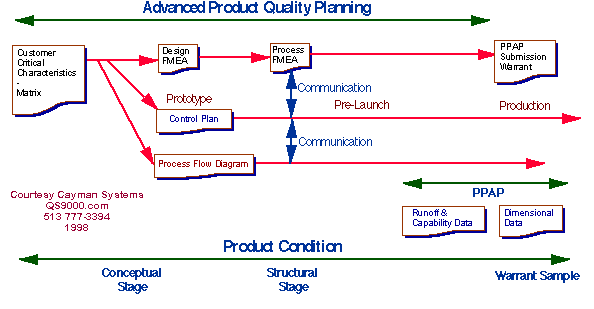 Advanced Product Quality Planning
Customer
Critical
Characteristics
-
Matrix
Design
FMEA
Process
FMEA
PPAP
Submission
Warrant
Communication
Prototype
Pre-Launch
Production
Control Plan
Communication
Process Flow Diagram
Courtesy Cayman Systems
QS9000.com
513 777-3394
1998
PPAP
Runoff &
Capability Data
Dimensional
Data
Product Condition
Conceptual
Stage
Structural
Stage
Warrant Sample